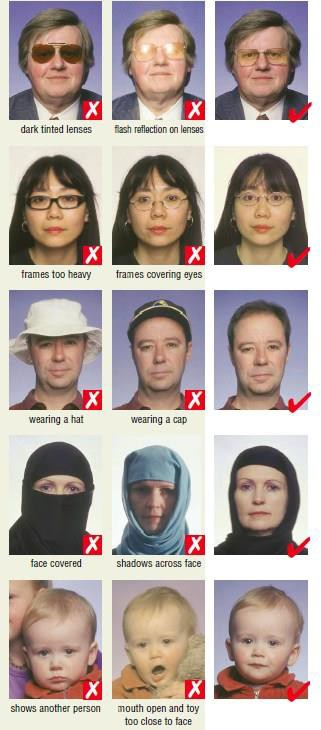 dark tinted lenses
flash reflection on lenses
frames too heavy
frames covering eyes
wearing a hat
wearing a cap
face covered
shadows across face
shows another person
mouth open and toy
too close to face